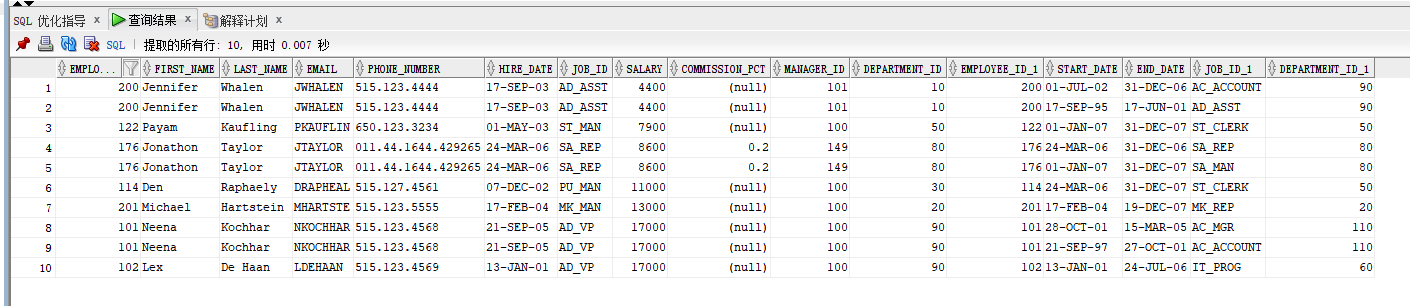 SQL 优化指导 x 查询结果 x 解释计划 x
SQL | 提取的所有行: 10, 用时 0.007 秒
EMPLO... FIRST_NAME LAST_NAME EMAIL PHONE_NUMBER HIRE_DATE JOB_ID SALARY COMMISSION_PCT MANAGER_ID DEPARTMENT_ID EMPLOYEE_ID_1 START_DATE END_DATE JOB_ID_1 DEPARTMENT_ID_1
1 200 Jennifer Whalen JWHALEN 515.123.4444 17-SEP-03 AD_ASST 4400 (null) 101 10 200 01-JUL-02 31-DEC-06 AC_ACCOUNT 90
2 200 Jennifer Whalen JWHALEN 515.123.4444 17-SEP-03 AD_ASST 4400 (null) 101 10 200 17-SEP-95 17-JUN-01 AD_ASST 90
3 122 Payam Kaufling PKAUFLIN 650.123.3234 01-MAY-03 ST_MAN 7900 (null) 100 50 122 01-JAN-07 31-DEC-07 ST_CLERK 50
4 176 Jonathon Taylor JTAYLOR 011.44.1644.429265 24-MAR-06 SA_REP 8600 0.2 149 80 176 24-MAR-06 31-DEC-06 SA_REP 80
5 176 Jonathon Taylor JTAYLOR 011.44.1644.429265 24-MAR-06 SA_REP 8600 0.2 149 80 176 01-JAN-07 31-DEC-07 SA_MAN 80
6 114 Den Raphaely DRAPHEAL 515.127.4561 07-DEC-02 PU_MAN 11000 (null) 100 30 114 24-MAR-06 31-DEC-07 ST_CLERK 50
7 201 Michael Hartstein MHARTSTE 515.123.5555 17-FEB-04 MK_MAN 13000 (null) 100 20 201 17-FEB-04 19-DEC-07 MK_REP 20
8 101 Neena Kochhar NKOCHHAR 515.123.4568 21-SEP-05 AD_VP 17000 (null) 100 90 101 28-OCT-01 15-MAR-05 AC_MGR 110
9 101 Neena Kochhar NKOCHHAR 515.123.4568 21-SEP-05 AD_VP 17000 (null) 100 90 101 21-SEP-97 27-OCT-01 AC_ACCOUNT 110
10 102 Lex De Haan LDEHAAN 515.123.4569 13-JAN-01 AD_VP 17000 (null) 100 90 102 13-JAN-01 24-JUL-06 IT_PROG 60